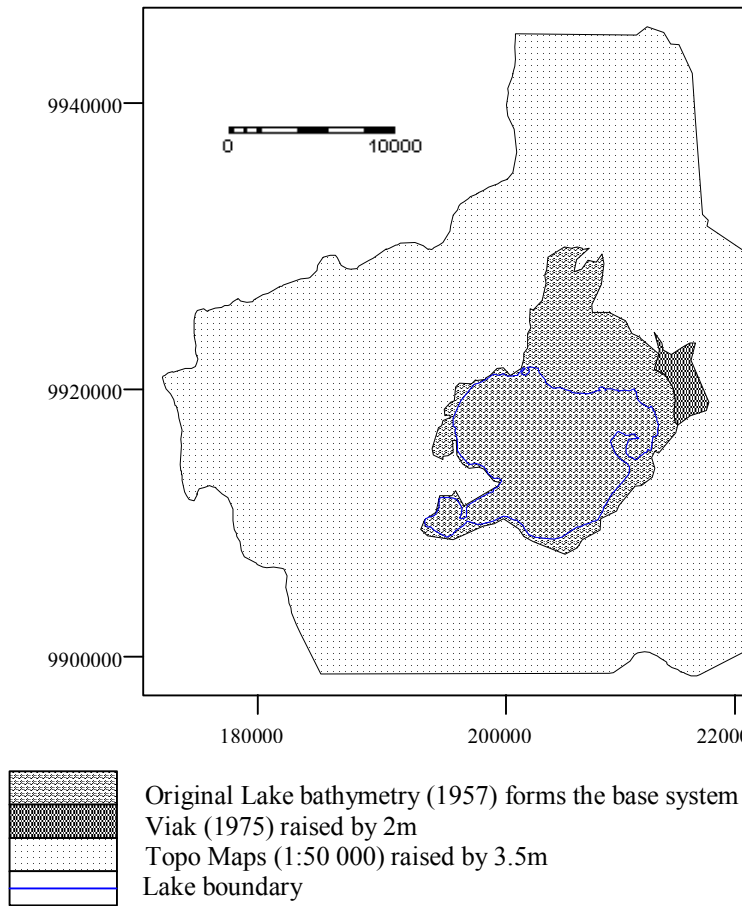 9940000
0 10000
9920000
9900000
180000 200000 22000
Original Lake bathymetry (1957) forms the base system
Viak (1975) raised by 2m
Topo Maps (1:50 000) raised by 3.5m
Lake boundary